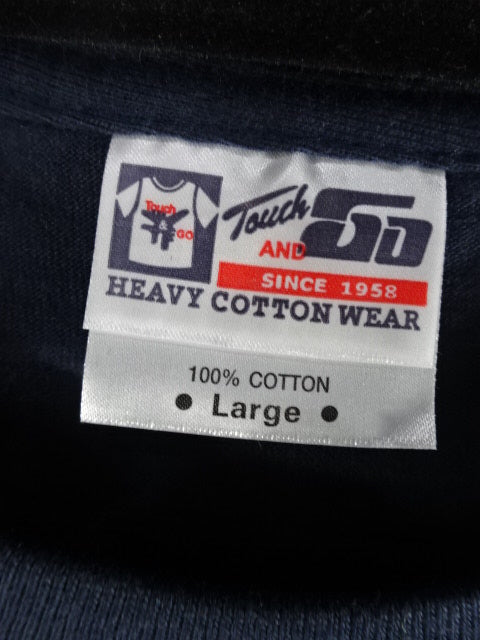 Touch
&
GO
Touch
AND GO
SINCE 1958
HEAVY COTTON WEAR
100% COTTON
• Large •